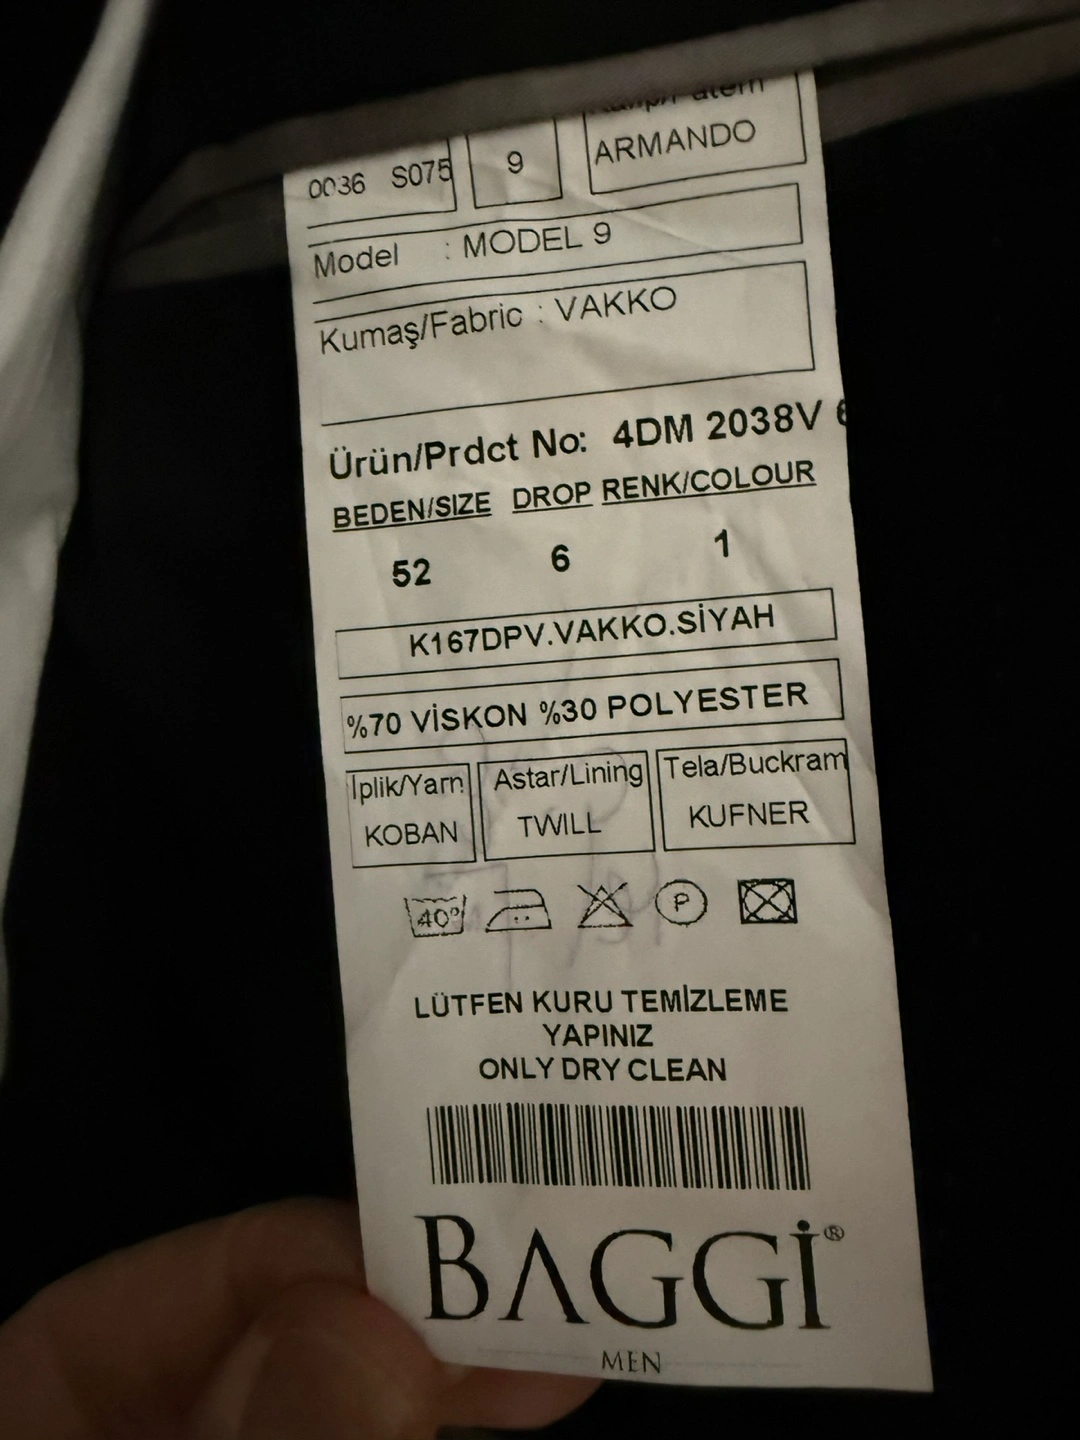 0036 S075 9 ARMANDO
Model : MODEL 9
Kumaş/Fabric : VAKKO
Ürün/Prdct No: 4DM 2038V
BEDEN/SIZE DROP RENK/COLOUR
52 6 1
K167DPV.VAKKO.SİYAH
%70 VİSKON %30 POLYESTER
İplik/Yarn Astar/Lining Tela/Buckram
KOBAN TWILL KUFNER
40° P
LÜTFEN KURU TEMİZLEME
YAPINIZ
ONLY DRY CLEAN
BAGGİ®
MEN